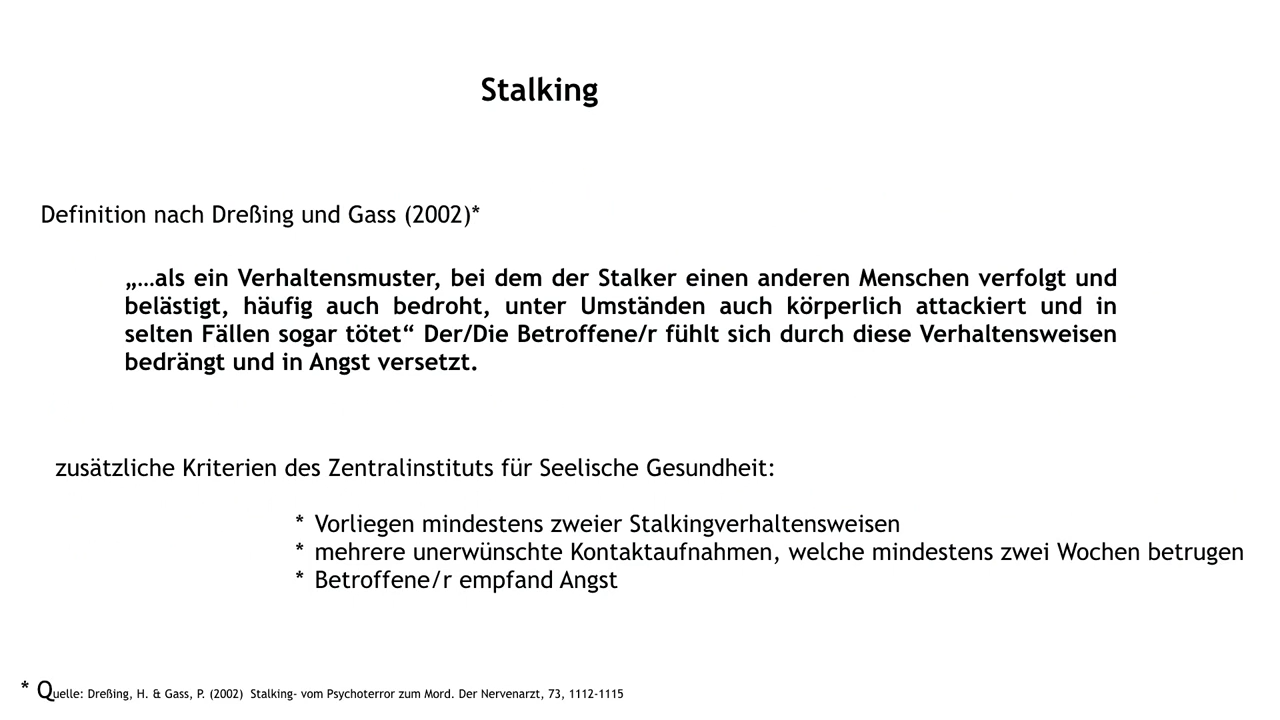 Stalking
Definition nach Dreßing und Gass (2002)*
„…als ein Verhaltensmuster, bei dem der Stalker einen anderen Menschen verfolgt und
belästigt, häufig auch bedroht, unter Umständen auch körperlich attackiert und in
selten Fällen sogar tötet“ Der/Die Betroffene/r fühlt sich durch diese Verhaltensweisen
bedrängt und in Angst versetzt.
zusätzliche Kriterien des Zentralinstituts für Seelische Gesundheit:
* Vorliegen mindestens zweier Stalkingverhaltensweisen
* mehrere unerwünschte Kontaktaufnahmen, welche mindestens zwei Wochen betrugen
* Betroffene/r empfand Angst
* Quelle: Dreßing, H. & Gass, P. (2002) Stalking- vom Psychoterror zum Mord. Der Nervenarzt, 73, 1112-1115